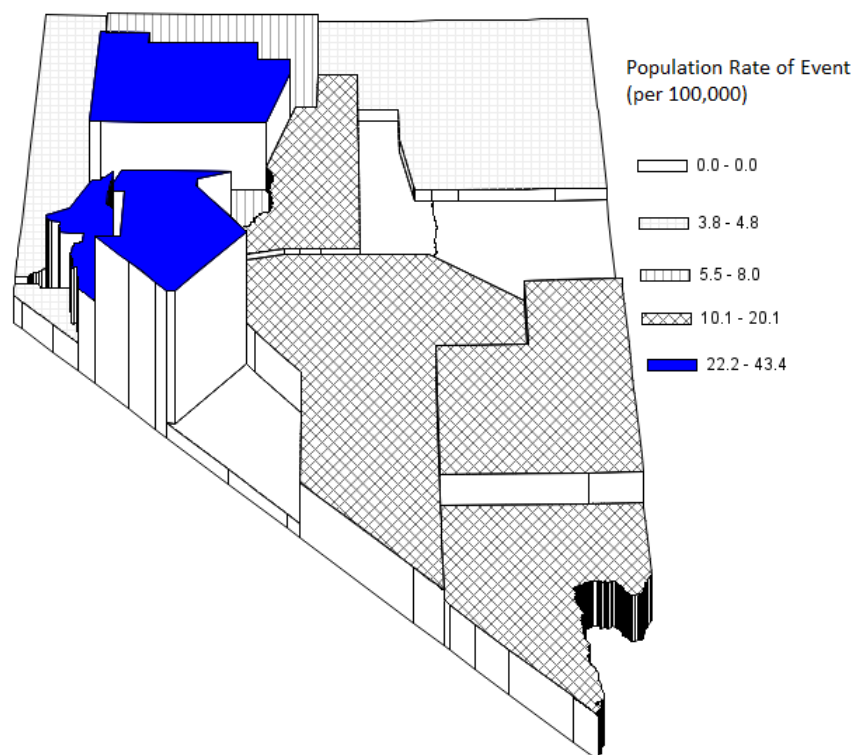 Population Rate of Event
(per 100,000)
0.0 - 0.0
3.8 - 4.8
5.5 - 8.0
10.1 - 20.1
22.2 - 43.4